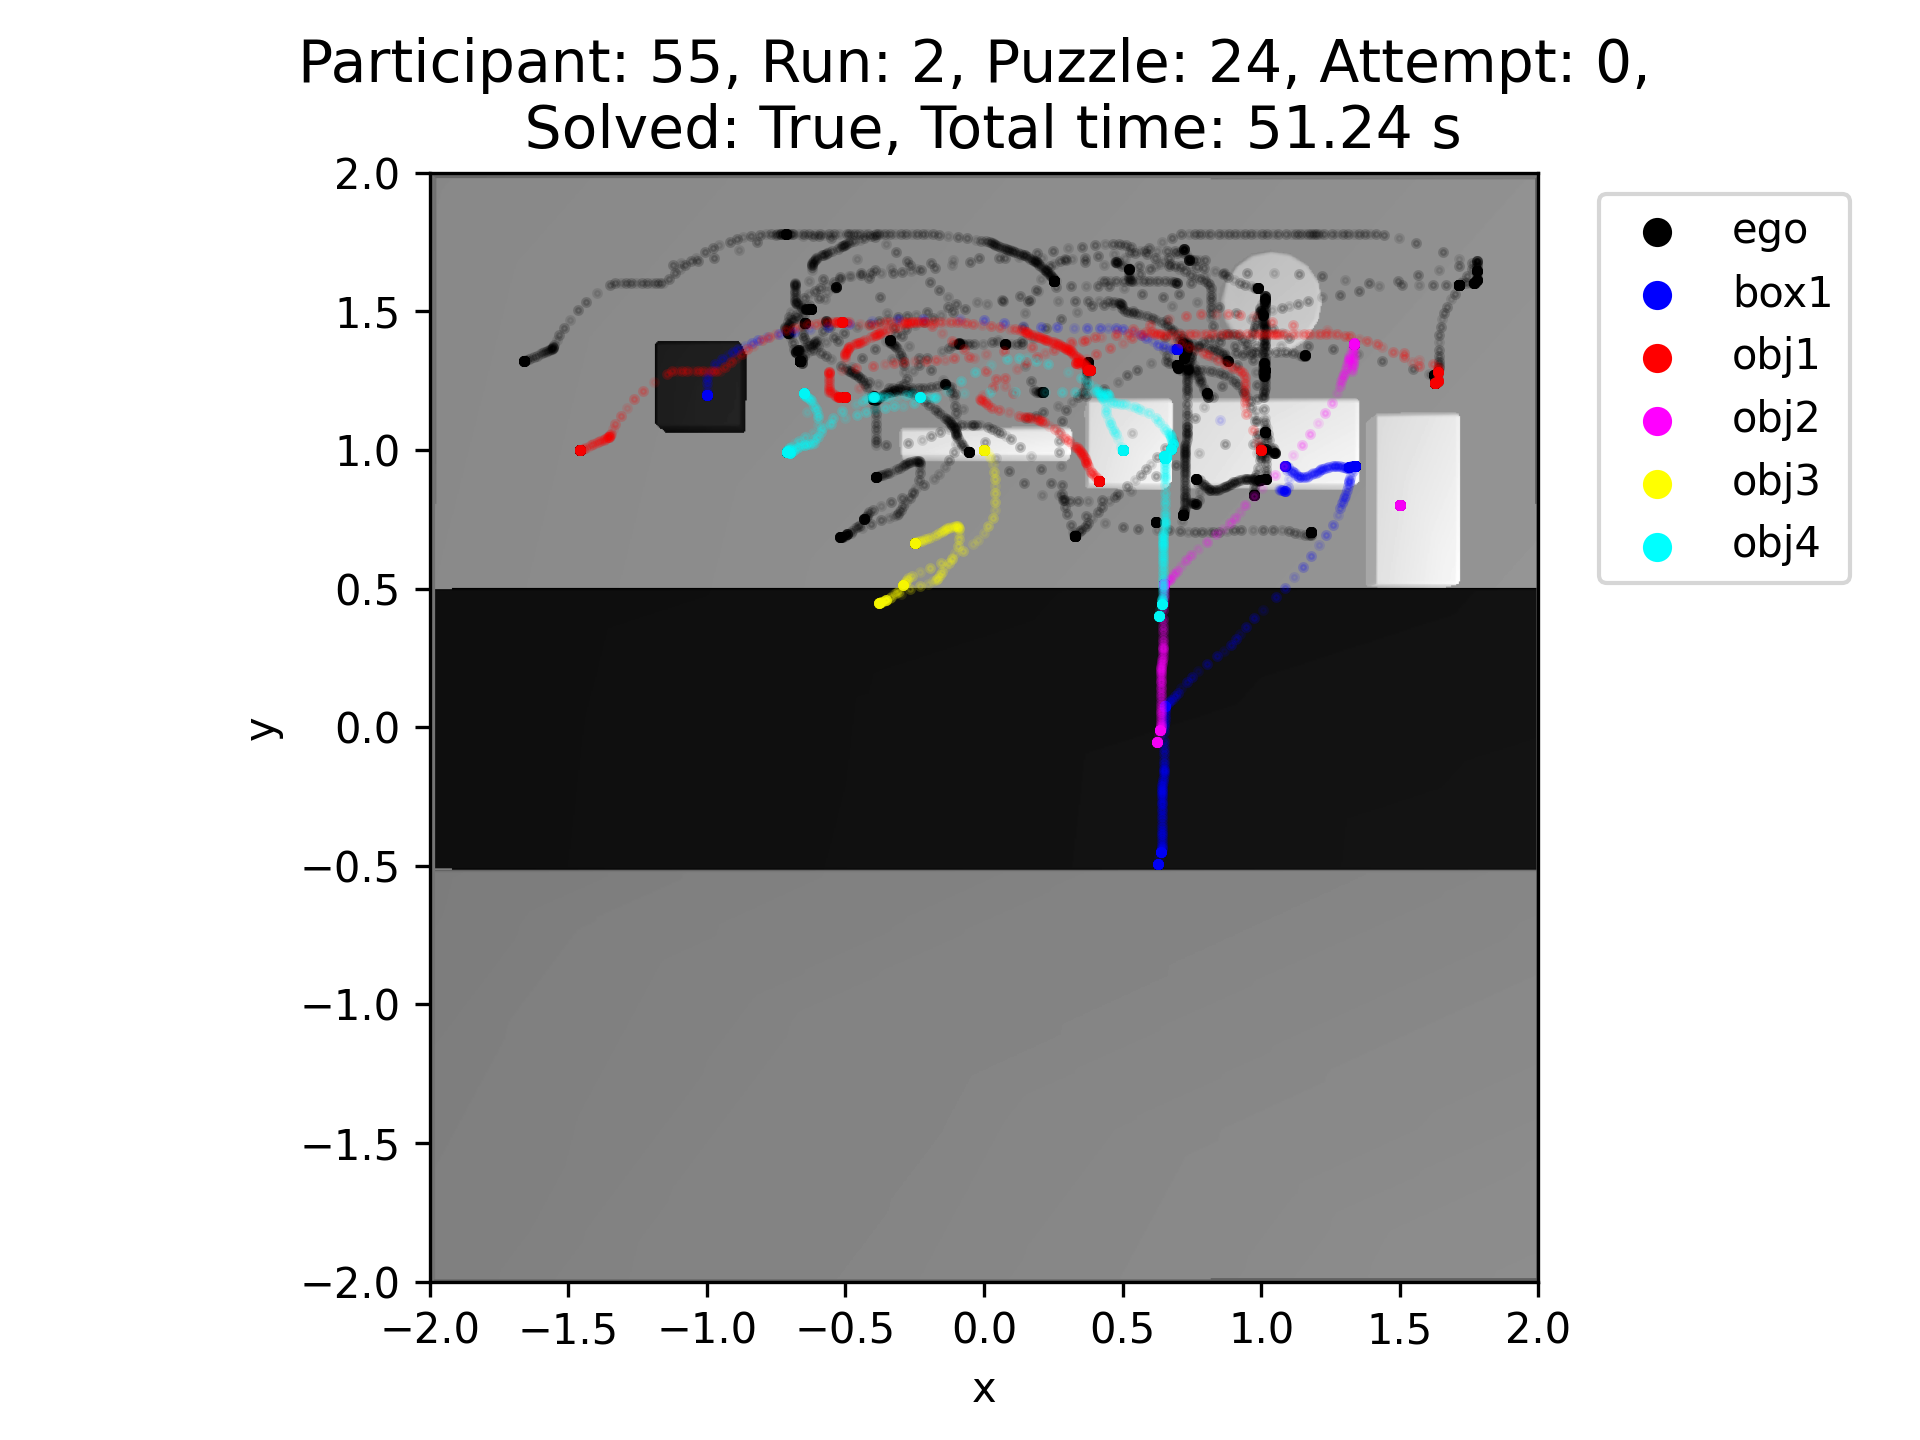 Participant: 55, Run: 2, Puzzle: 24, Attempt: 0,
Solved: True, Total time: 51.24 s
2.0
1.5
1.0
0.5
0.0
−0.5
−1.0
−1.5
−2.0
y
−2.0 −1.5 −1.0 −0.5 0.0 0.5 1.0 1.5 2.0
x
ego
box1
obj1
obj2
obj3
obj4